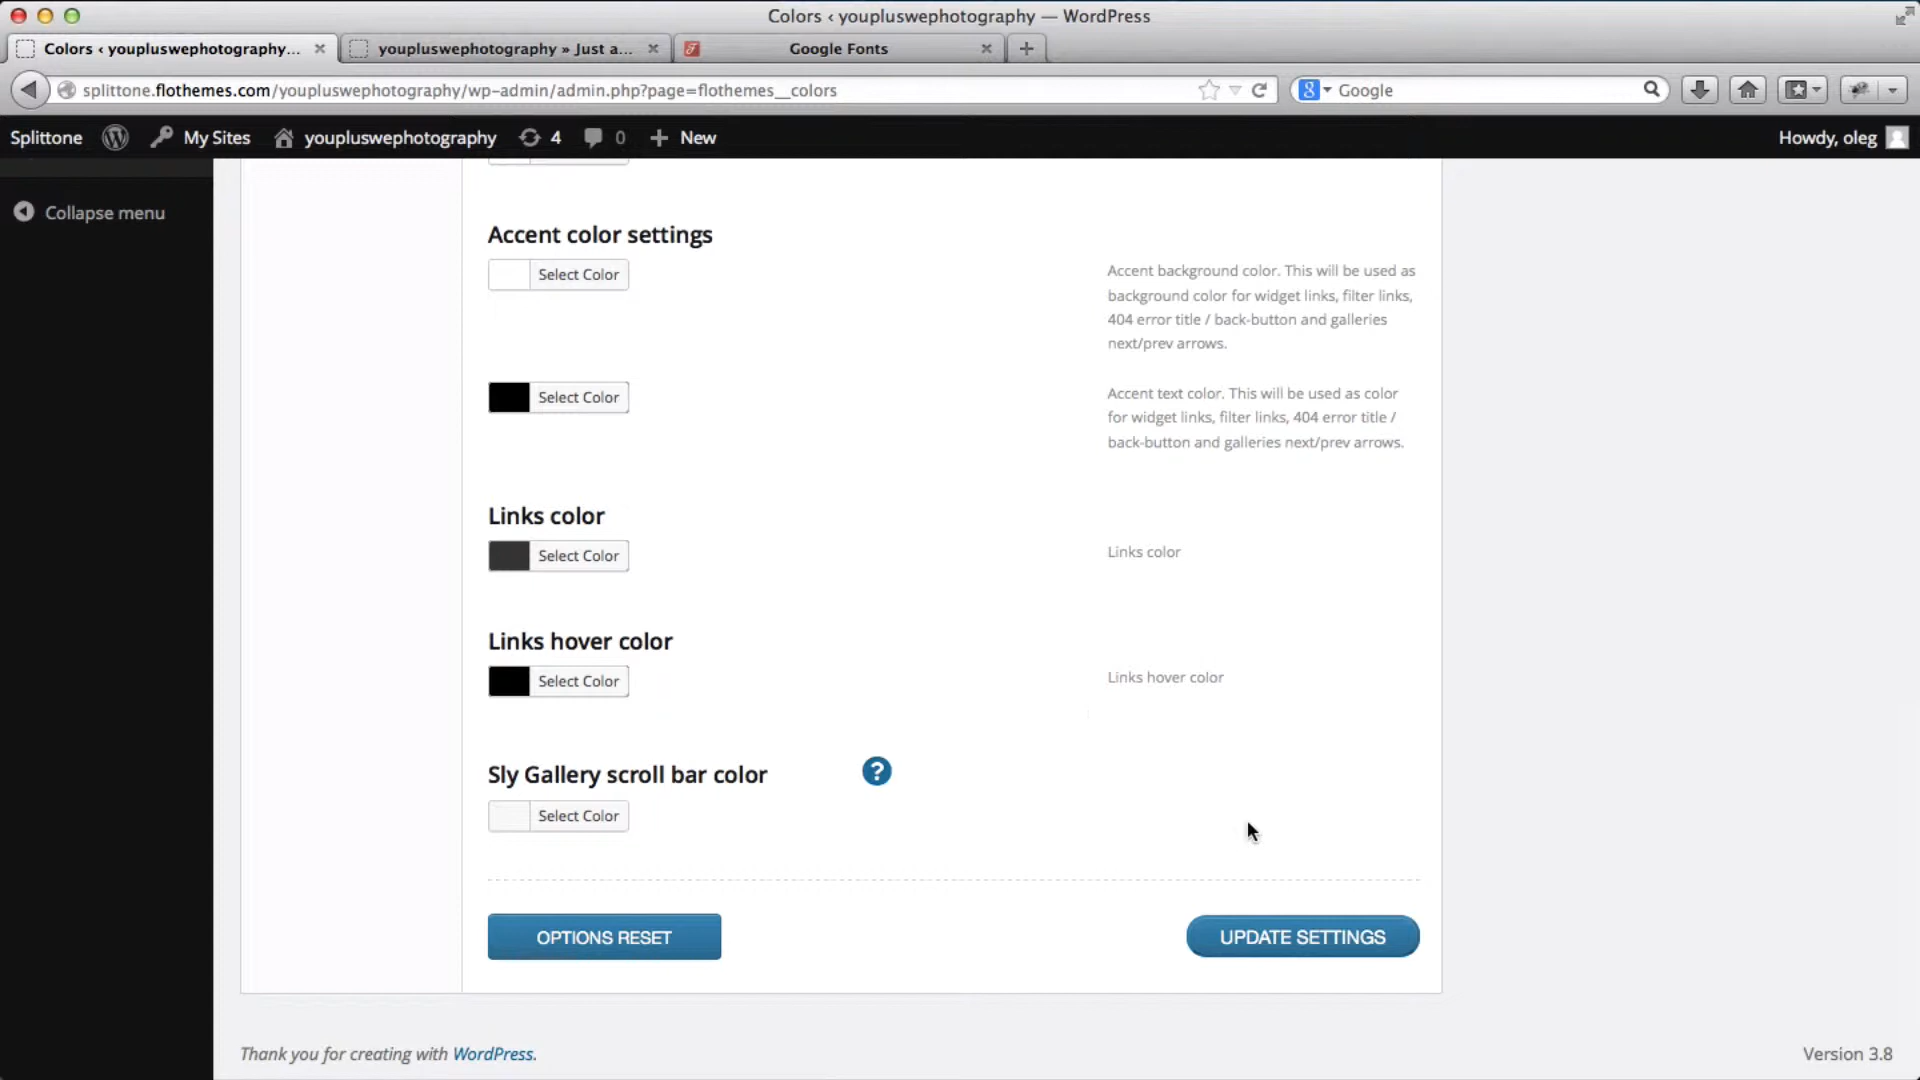 Colors ‹ youpluswephotography — WordPress
Colors ‹ youpluswephotography...
youpluswephotography » Just a...
Google Fonts
splittone.flothemes.com/youpluswephotography/wp-admin/admin.php?page=flothemes__colors
Google
Splittone
My Sites
youpluswephotography
4
0
New
Howdy, oleg
Collapse menu
Accent color settings
Select Color
Accent background color. This will be used as
background color for widget links, filter links,
404 error title / back-button and galleries
next/prev arrows.
Select Color
Accent text color. This will be used as color
for widget links, filter links, 404 error title /
back-button and galleries next/prev arrows.
Links color
Select Color
Links color
Links hover color
Select Color
Links hover color
Sly Gallery scroll bar color
?
Select Color
OPTIONS RESET
UPDATE SETTINGS
Thank you for creating with WordPress.
Version 3.8